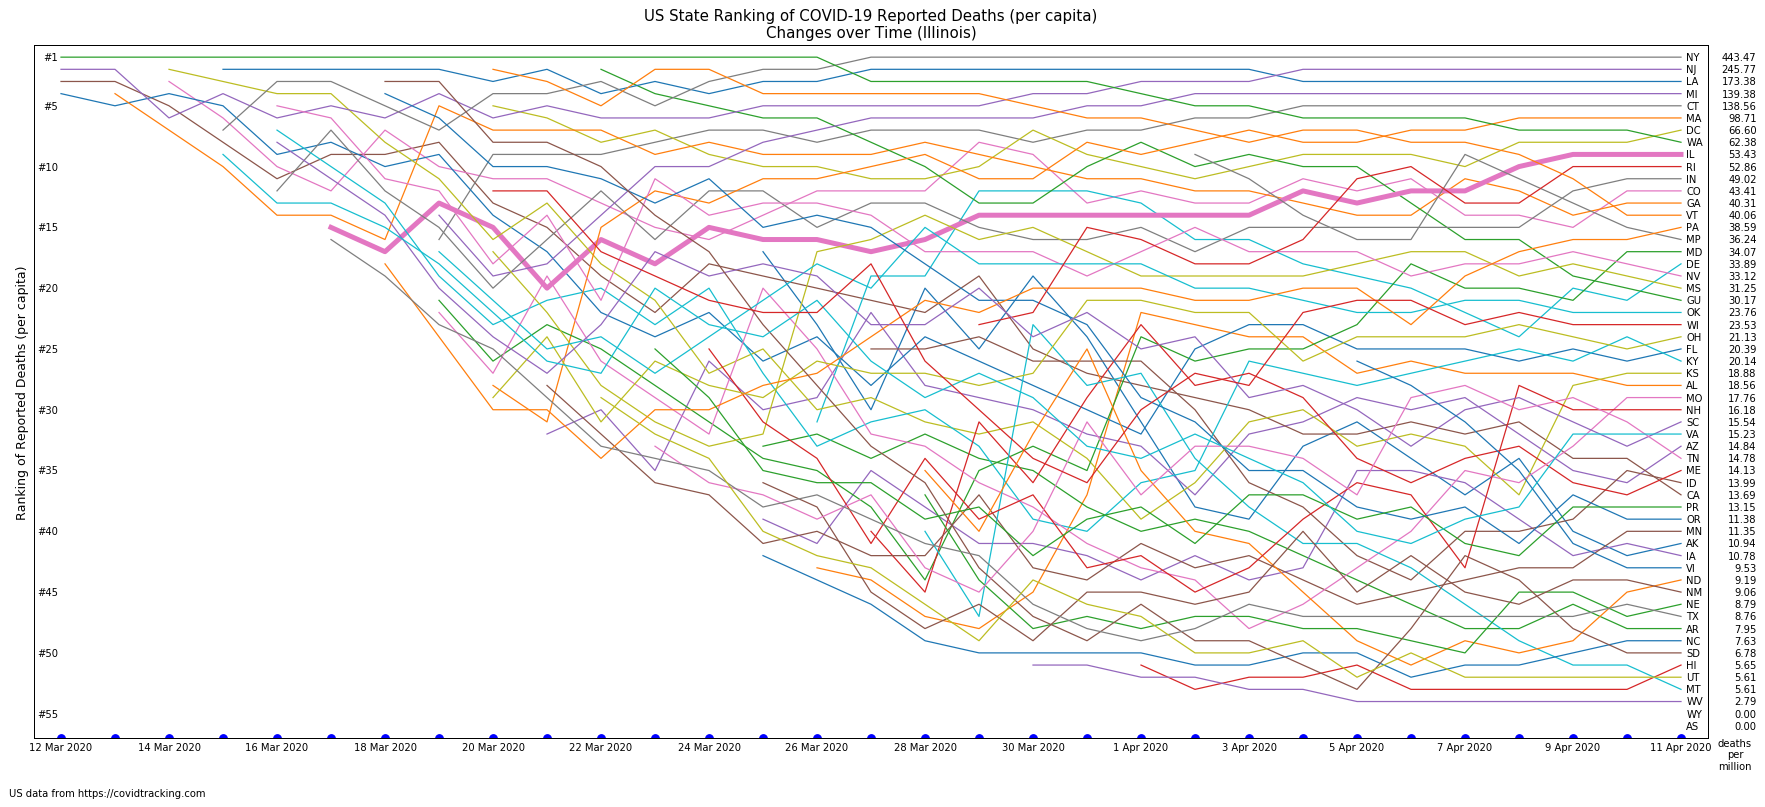 US State Ranking of COVID-19 Reported Deaths (per capita)
Changes over Time (Illinois)
Ranking of Reported Deaths (per capita)
#1
#5
#10
#15
#20
#25
#30
#35
#40
#45
#50
#55
NY 443.47
NJ 245.77
LA 173.38
MI 139.38
CT 138.56
MA 98.71
DC 66.60
WA 62.38
IL 53.43
RI 52.86
IN 49.02
CO 43.41
GA 40.31
VT 40.06
PA 38.59
MP 36.24
MD 34.07
DE 33.89
NV 33.12
MS 31.25
GU 30.17
OK 23.76
WI 23.53
OH 21.13
FL 20.39
KY 20.14
KS 18.88
AL 18.56
MO 17.76
NH 16.18
SC 15.54
VA 15.23
AZ 14.84
TN 14.78
ME 14.13
ID 13.99
CA 13.69
PR 13.15
OR 11.38
MN 11.35
AK 10.94
IA 10.78
VI 9.53
ND 9.19
NM 9.06
NE 8.79
TX 8.76
AR 7.95
NC 7.63
SD 6.78
HI 5.65
UT 5.61
MT 5.61
WV 2.79
WY 0.00
AS 0.00
12 Mar 2020 14 Mar 2020 16 Mar 2020 18 Mar 2020 20 Mar 2020 22 Mar 2020 24 Mar 2020 26 Mar 2020 28 Mar 2020 30 Mar 2020 1 Apr 2020 3 Apr 2020 5 Apr 2020 7 Apr 2020 9 Apr 2020 11 Apr 2020
deaths
per
million
US data from https://covidtracking.com